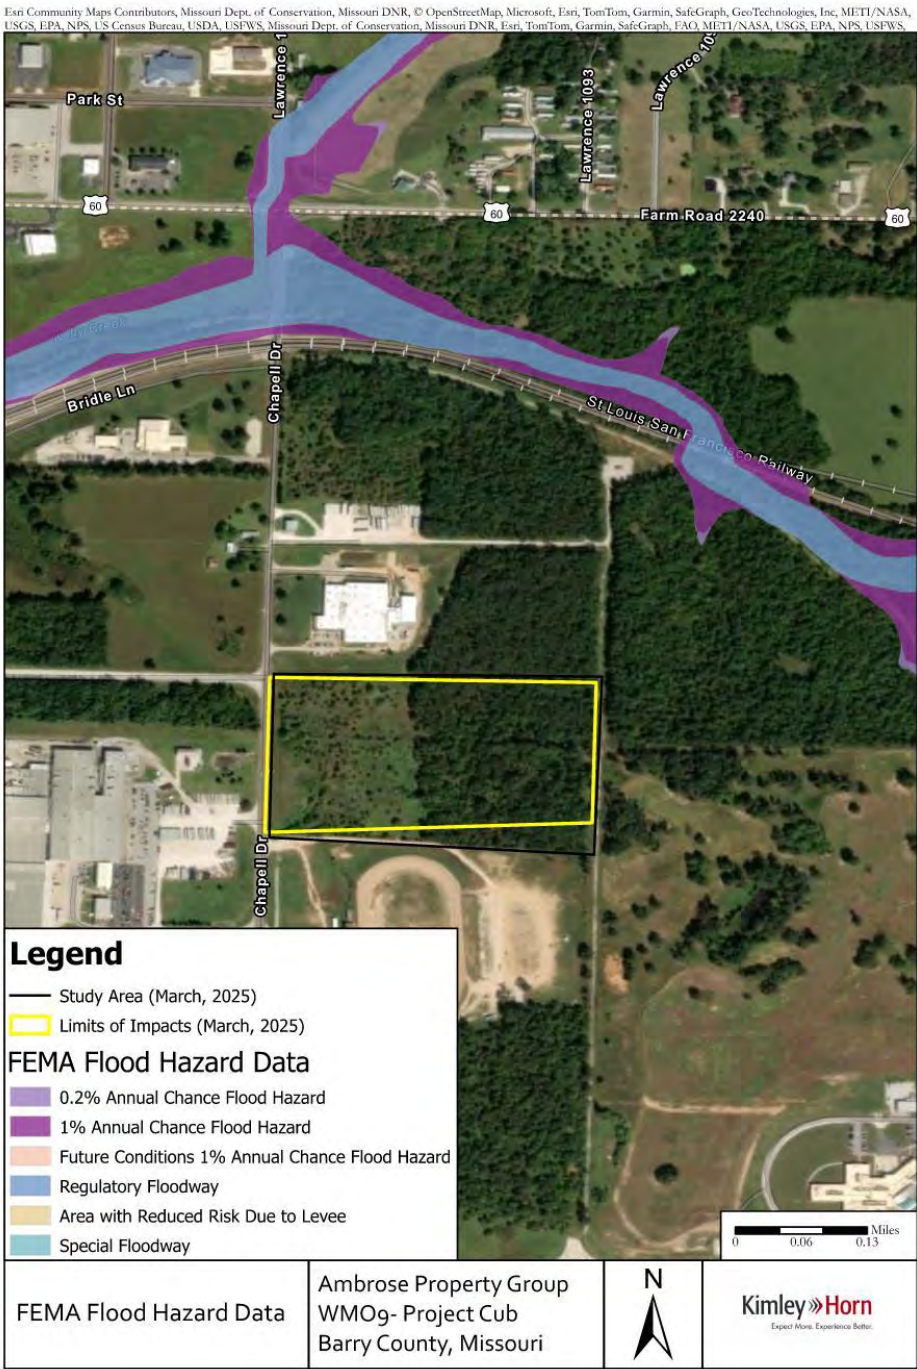 Esri Community Maps Contributors, Missouri Dept. of Conservation, Missouri DNR, © OpenStreetMap, Microsoft, Esri, TomTom, Garmin, SafeGraph, GeoTechnologies, Inc, METI/NASA,
USGS, EPA, NPS, US Census Bureau, USDA, USFWS, Missouri Dept. of Conservation, Missouri DNR, Esri, TomTom, Garmin, SafeGraph, FAO, METI/NASA, USGS, EPA, NPS, USFWS,
Lawrence 1
Lawrence 109
Park St
Lawrence 1093
60
60
Farm Road 2240
60
Bridle Ln
Chapell Dr
St Louis San Francisco Railway
Chapell Dr
Legend
Study Area (March, 2025)
Limits of Impacts (March, 2025)
FEMA Flood Hazard Data
0.2% Annual Chance Flood Hazard
1% Annual Chance Flood Hazard
Future Conditions 1% Annual Chance Flood Hazard
Regulatory Floodway
Area with Reduced Risk Due to Levee
Special Floodway
Miles
0 0.06 0.13
FEMA Flood Hazard Data
Ambrose Property Group
WMO9- Project Cub
Barry County, Missouri
N
Kimley»Horn
Expect More. Experience Better.